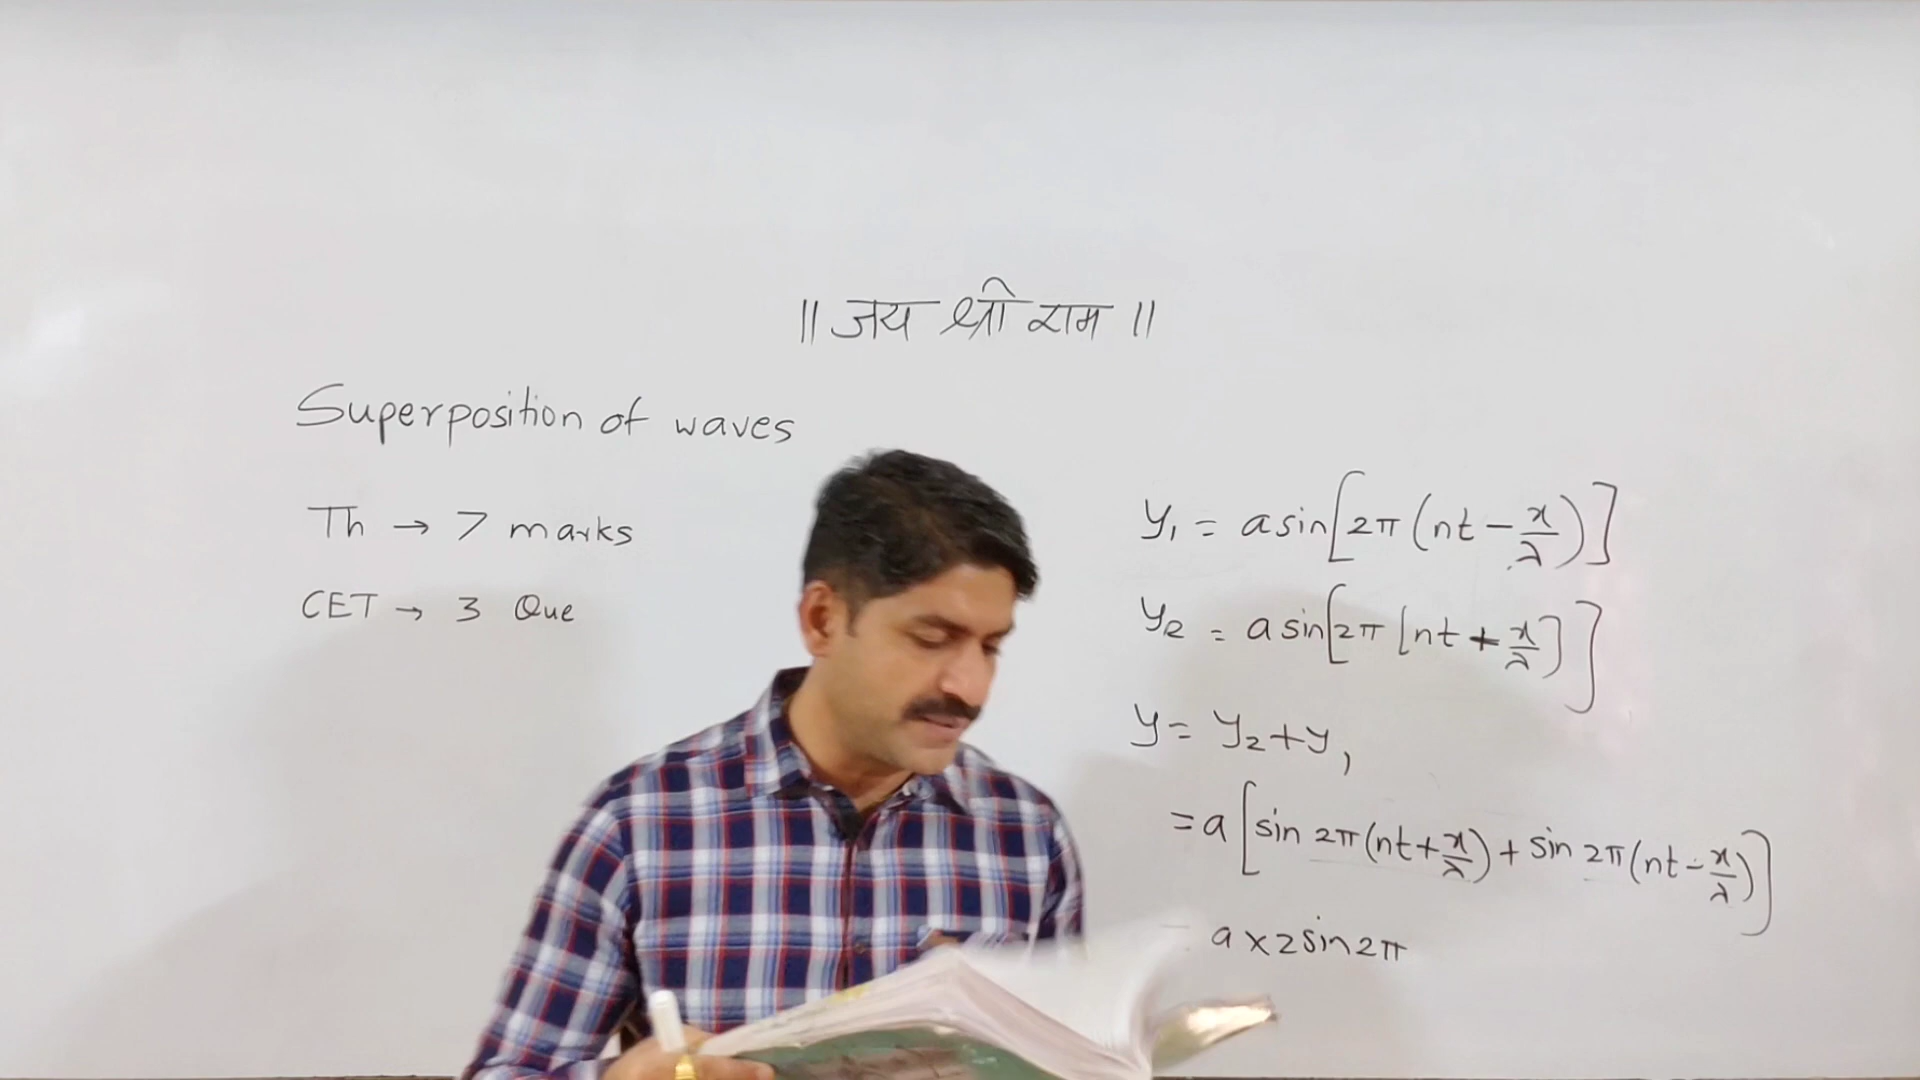 || जय श्री राम ||
Superposition of waves
Th → 7 marks
CET → 3 Que
y₁ = a sin[2π (nt − x/λ)]
y₂ = a sin[2π [nt + x/λ]]
y = y₂ + y₁
= a [sin 2π (nt + x/λ) + sin 2π (nt − x/λ)]
= a × 2 sin 2π